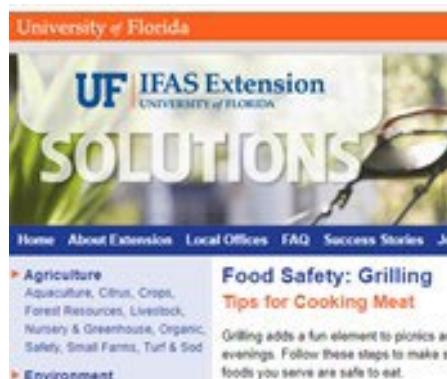 University of Florida
UF IFAS Extension
UNIVERSITY of FLORIDA
SOLUTIONS
Home About Extension Local Offices FAQ Success Stories
Agriculture
Aquaculture, Citrus, Crops,
Forest Resources, Livestock,
Nursery & Greenhouse, Organic,
Safety, Small Farms, Turf & Sod
Environment
Food Safety: Grilling
Tips for Cooking Meat
Grilling adds a fun element to picnics
evenings. Follow these steps to make
foods you serve are safe to eat.